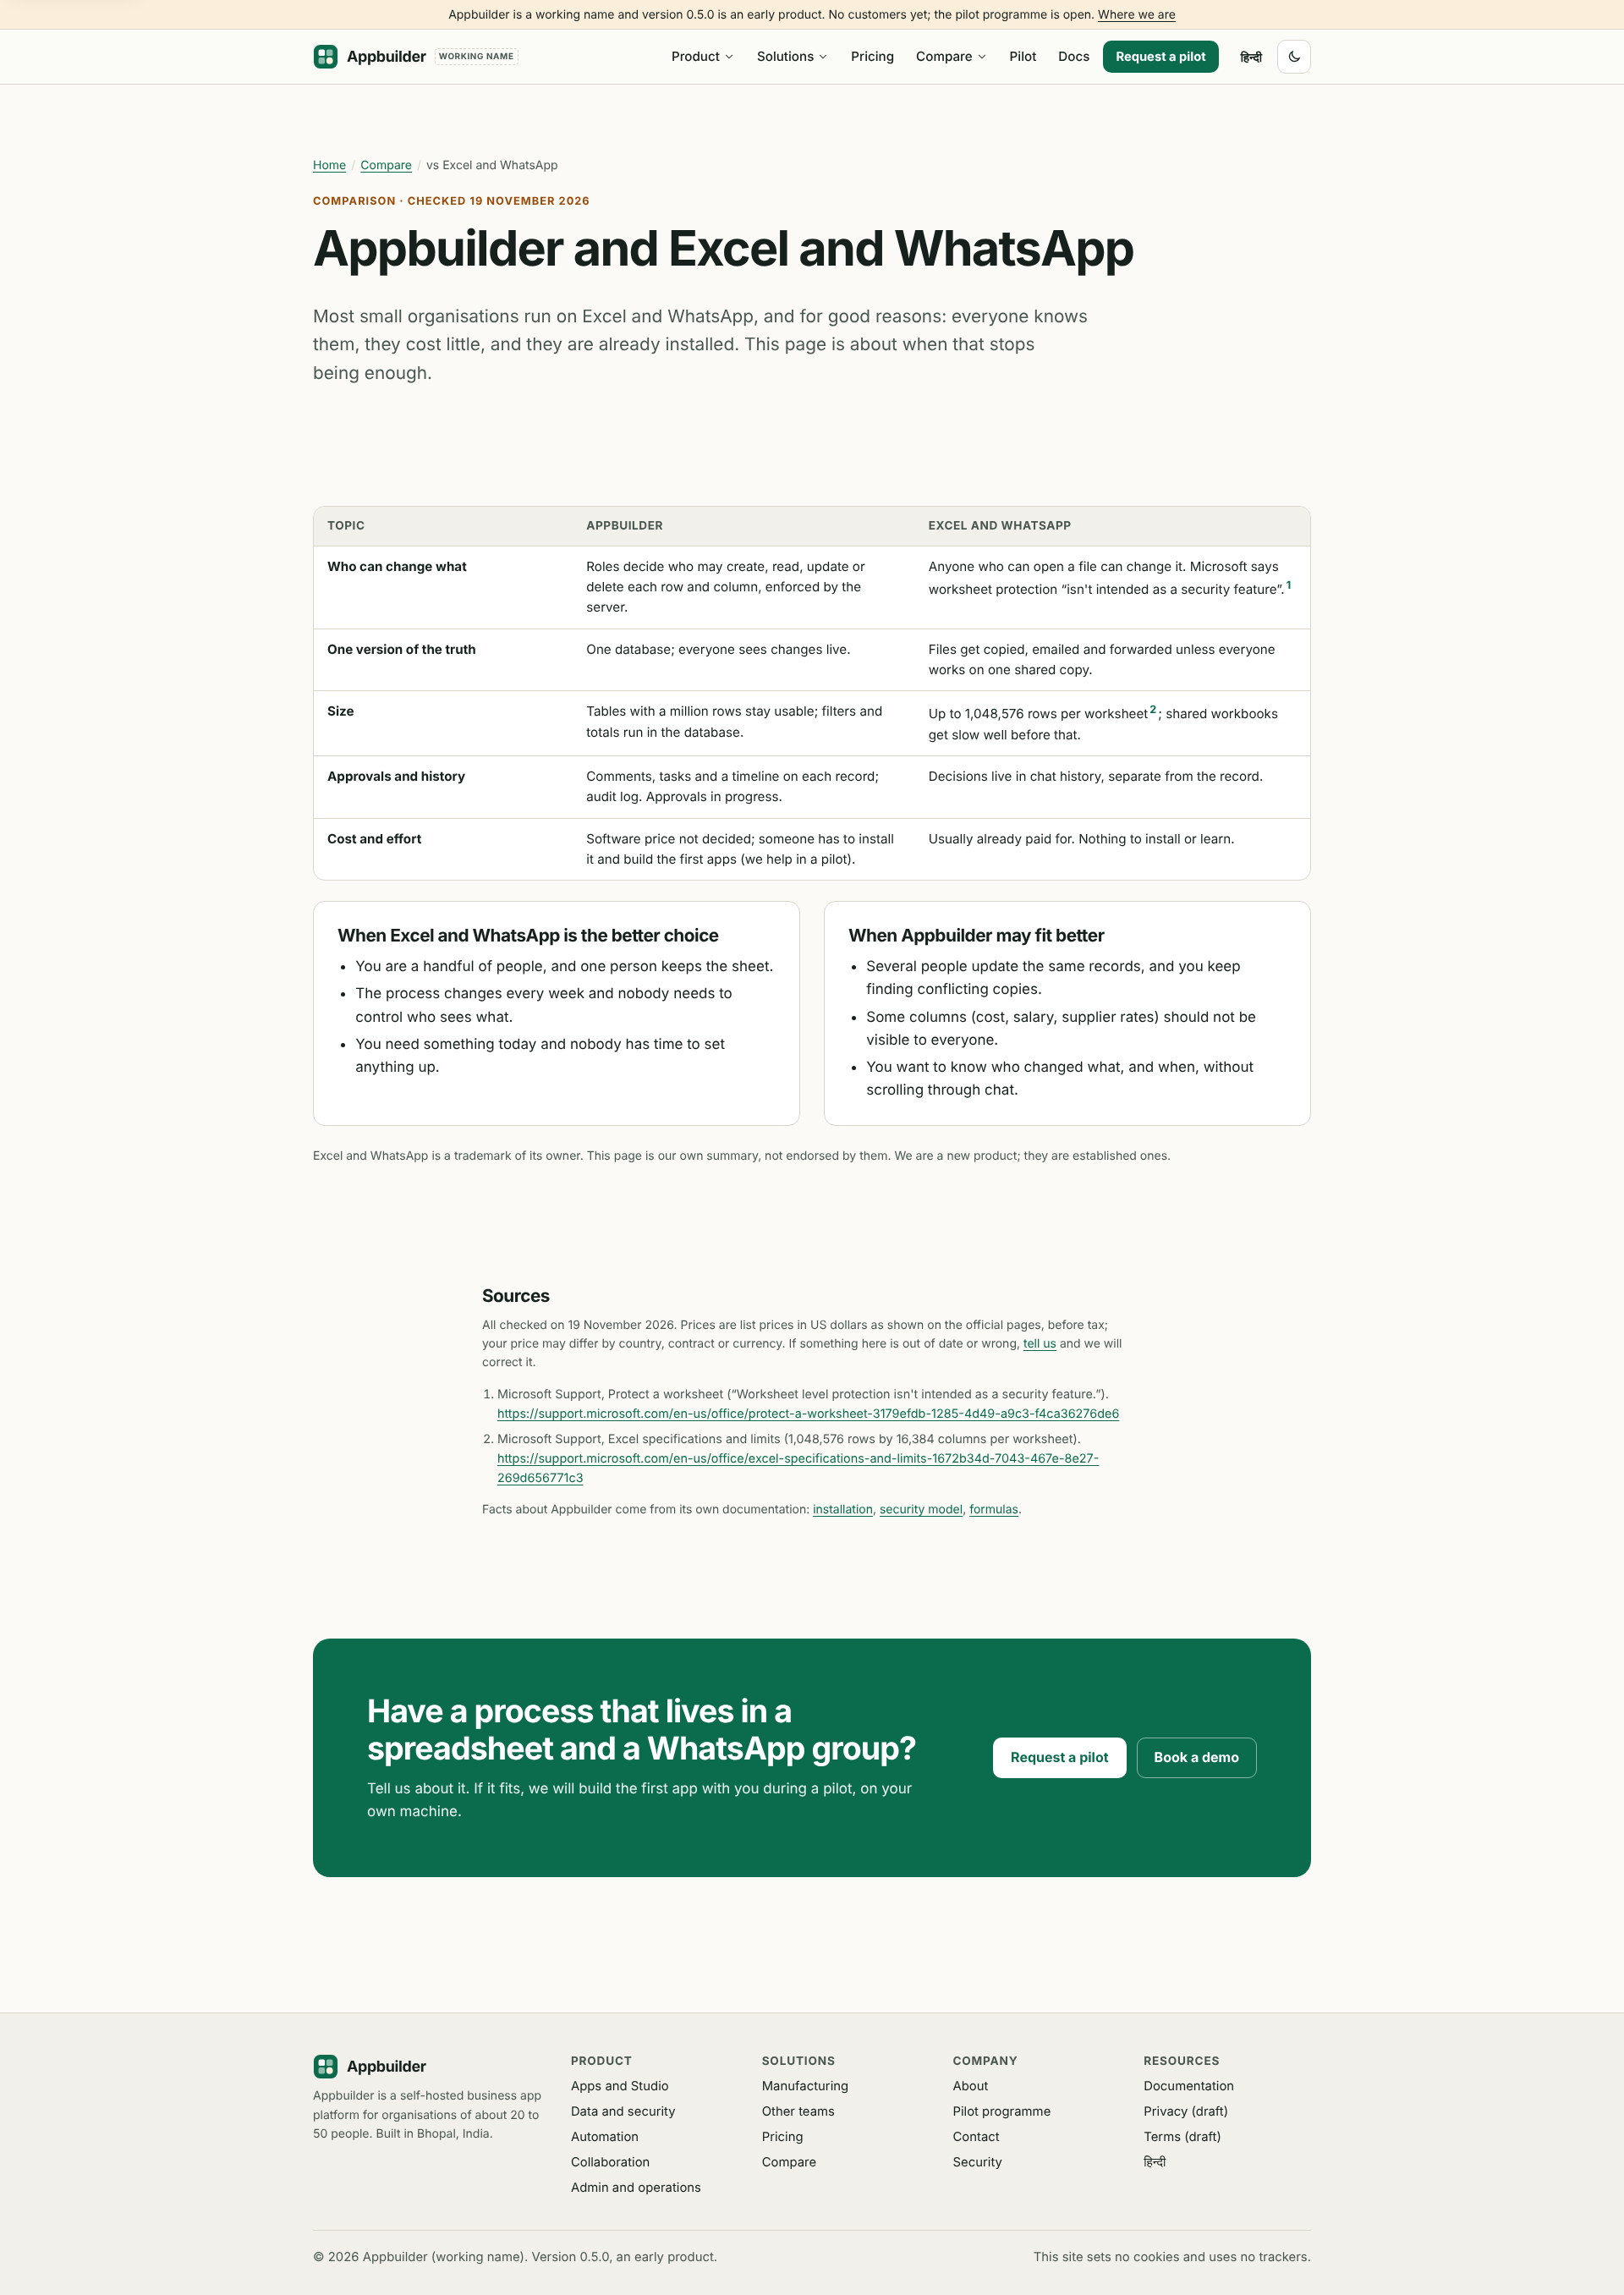 Appbuilder is a working name and version 0.5.0 is an early product. No customers yet; the pilot programme is open. Where we are
Appbuilder WORKING NAME Product Solutions Pricing Compare Pilot Docs Request a pilot हिन्दी
Home / Compare / vs Excel and WhatsApp
COMPARISON · CHECKED 19 NOVEMBER 2026
Appbuilder and Excel and WhatsApp
Most small organisations run on Excel and WhatsApp, and for good reasons: everyone knows
them, they cost little, and they are already installed. This page is about when that stops
being enough.
TOPIC APPBUILDER EXCEL AND WHATSAPP
Who can change what
Roles decide who may create, read, update or
delete each row and column, enforced by the
server.
Anyone who can open a file can change it. Microsoft says
worksheet protection “isn't intended as a security feature”. 1
One version of the truth
One database; everyone sees changes live.
Files get copied, emailed and forwarded unless everyone
works on one shared copy.
Size
Tables with a million rows stay usable; filters and
totals run in the database.
Up to 1,048,576 rows per worksheet 2 ; shared workbooks
get slow well before that.
Approvals and history
Comments, tasks and a timeline on each record;
audit log. Approvals in progress.
Decisions live in chat history, separate from the record.
Cost and effort
Software price not decided; someone has to install
it and build the first apps (we help in a pilot).
Usually already paid for. Nothing to install or learn.
When Excel and WhatsApp is the better choice
• You are a handful of people, and one person keeps the sheet.
• The process changes every week and nobody needs to
control who sees what.
• You need something today and nobody has time to set
anything up.
When Appbuilder may fit better
• Several people update the same records, and you keep
finding conflicting copies.
• Some columns (cost, salary, supplier rates) should not be
visible to everyone.
• You want to know who changed what, and when, without
scrolling through chat.
Excel and WhatsApp is a trademark of its owner. This page is our own summary, not endorsed by them. We are a new product; they are established ones.
Sources
All checked on 19 November 2026. Prices are list prices in US dollars as shown on the official pages, before tax;
your price may differ by country, contract or currency. If something here is out of date or wrong, tell us and we will
correct it.
1. Microsoft Support, Protect a worksheet (“Worksheet level protection isn't intended as a security feature.”).
https://support.microsoft.com/en-us/office/protect-a-worksheet-3179efdb-1285-4d49-a9c3-f4ca36276de6
2. Microsoft Support, Excel specifications and limits (1,048,576 rows by 16,384 columns per worksheet).
https://support.microsoft.com/en-us/office/excel-specifications-and-limits-1672b34d-7043-467e-8e27-
269d656771c3
Facts about Appbuilder come from its own documentation: installation, security model, formulas.
Have a process that lives in a
spreadsheet and a WhatsApp group?
Tell us about it. If it fits, we will build the first app with you during a pilot, on your
own machine.
Request a pilot Book a demo
Appbuilder
Appbuilder is a self-hosted business app
platform for organisations of about 20 to
50 people. Built in Bhopal, India.
PRODUCT
Apps and Studio
Data and security
Automation
Collaboration
Admin and operations
SOLUTIONS
Manufacturing
Other teams
Pricing
Compare
COMPANY
About
Pilot programme
Contact
Security
RESOURCES
Documentation
Privacy (draft)
Terms (draft)
हिन्दी
© 2026 Appbuilder (working name). Version 0.5.0, an early product.
This site sets no cookies and uses no trackers.